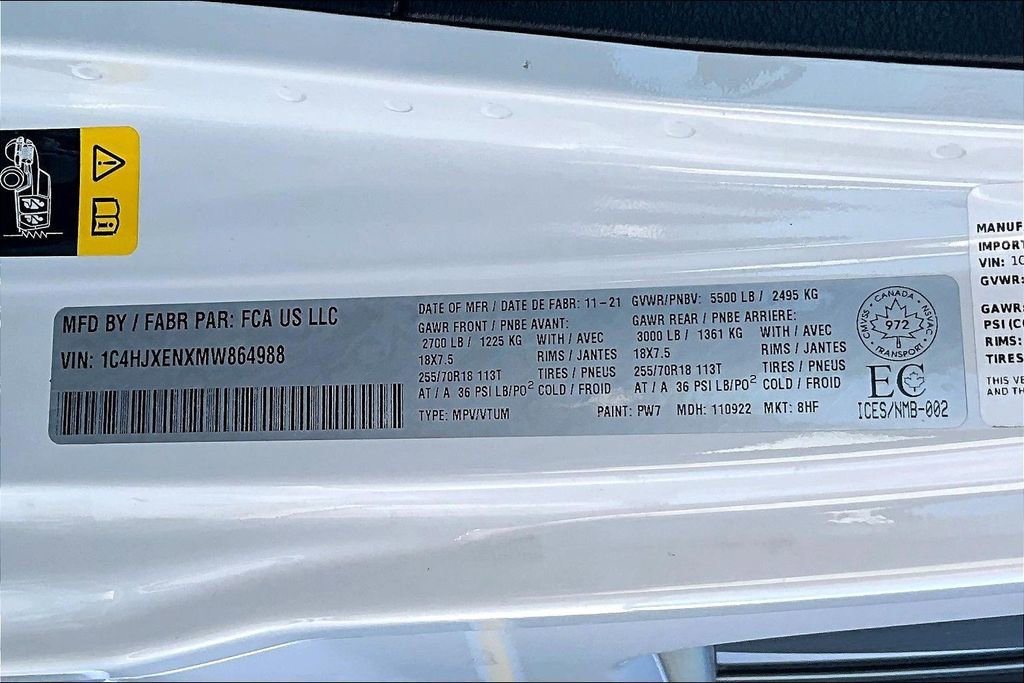 MFD BY / FABR PAR: FCA US LLC
VIN: 1C4HJXENXMW864988
DATE OF MFR / DATE DE FABR: 11-21 GVWR/PNBV: 5500 LB / 2495 KG
GAWR FRONT / PNBE AVANT: GAWR REAR / PNBE ARRIERE:
2700 LB / 1225 KG WITH / AVEC 3000 LB / 1361 KG WITH / AVEC
18X7.5 RIMS / JANTES 18X7.5 RIMS / JANTES
255/70R18 113T TIRES / PNEUS 255/70R18 113T TIRES / PNEUS
AT / A 36 PSI LB/PO² COLD / FROID AT / A 36 PSI LB/PO² COLD / FROID
TYPE: MPV/VTUM PAINT: PW7 MDH: 110922 MKT: 8HF
CANADA
CMVSS 972 NSVAC
TRANSPORT
EC
ICES/NMB-002
MANUF
IMPORT
VIN: 1C
GVWR:
GAWR
PSI (C
RIMS:
TIRES
THIS VE
AND TH